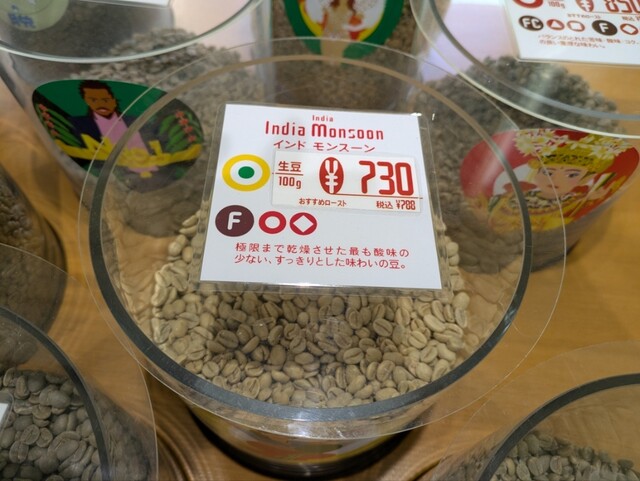 India
India Monsoon
インド モンスーン
生豆
100g
¥ 730
おすすめロースト
税込 ¥788
F
極限まで乾燥させた最も酸味の
少ない、すっきりとした味わいの豆。
100g
FC
F